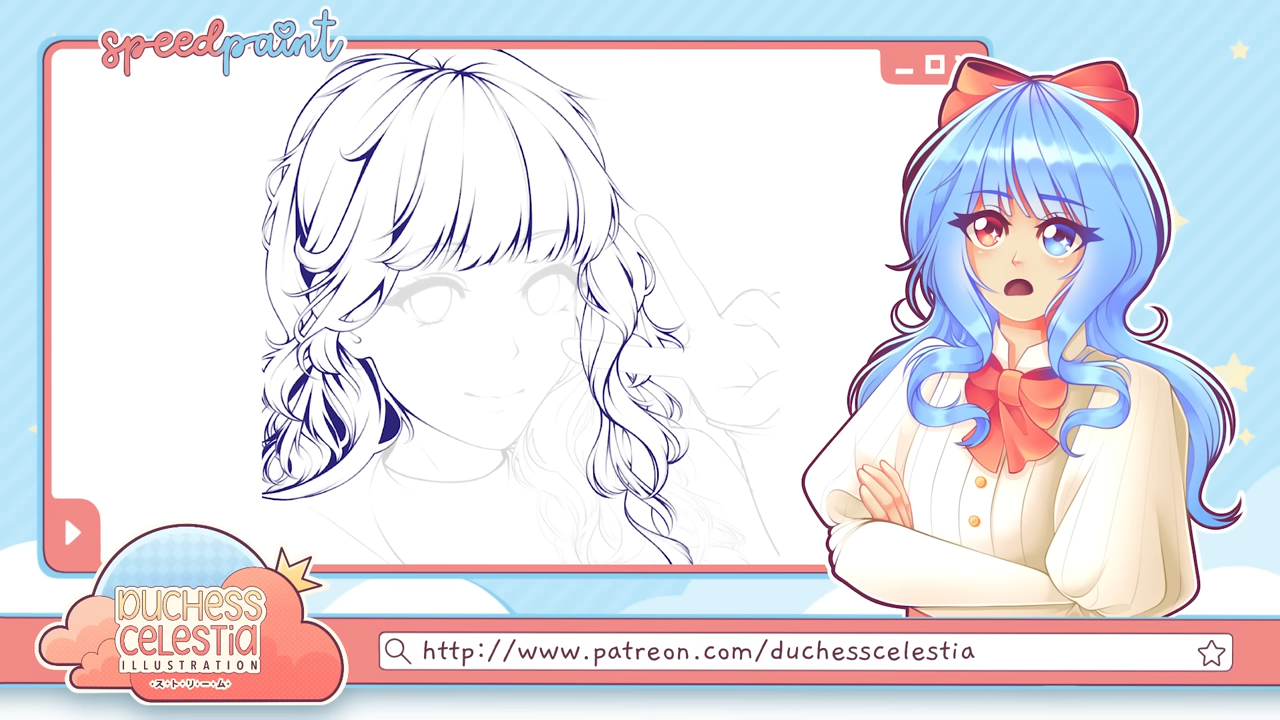 speedpaint
DUCHESS
CELESTIA
ILLUSTRATION
・ス・ト・リ・ー・ム・
http://www.patreon.com/duchesscelestia